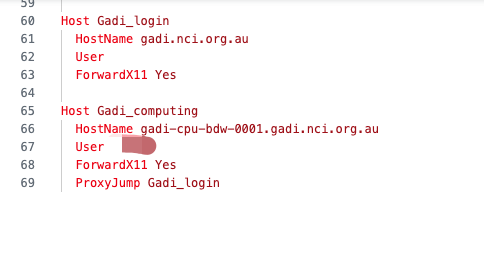 59
60 Host Gadi_login
61 HostName gadi.nci.org.au
62 User
63 ForwardX11 Yes
64
65 Host Gadi_computing
66 HostName gadi-cpu-bdw-0001.gadi.nci.org.au
67 User
68 ForwardX11 Yes
69 ProxyJump Gadi_login